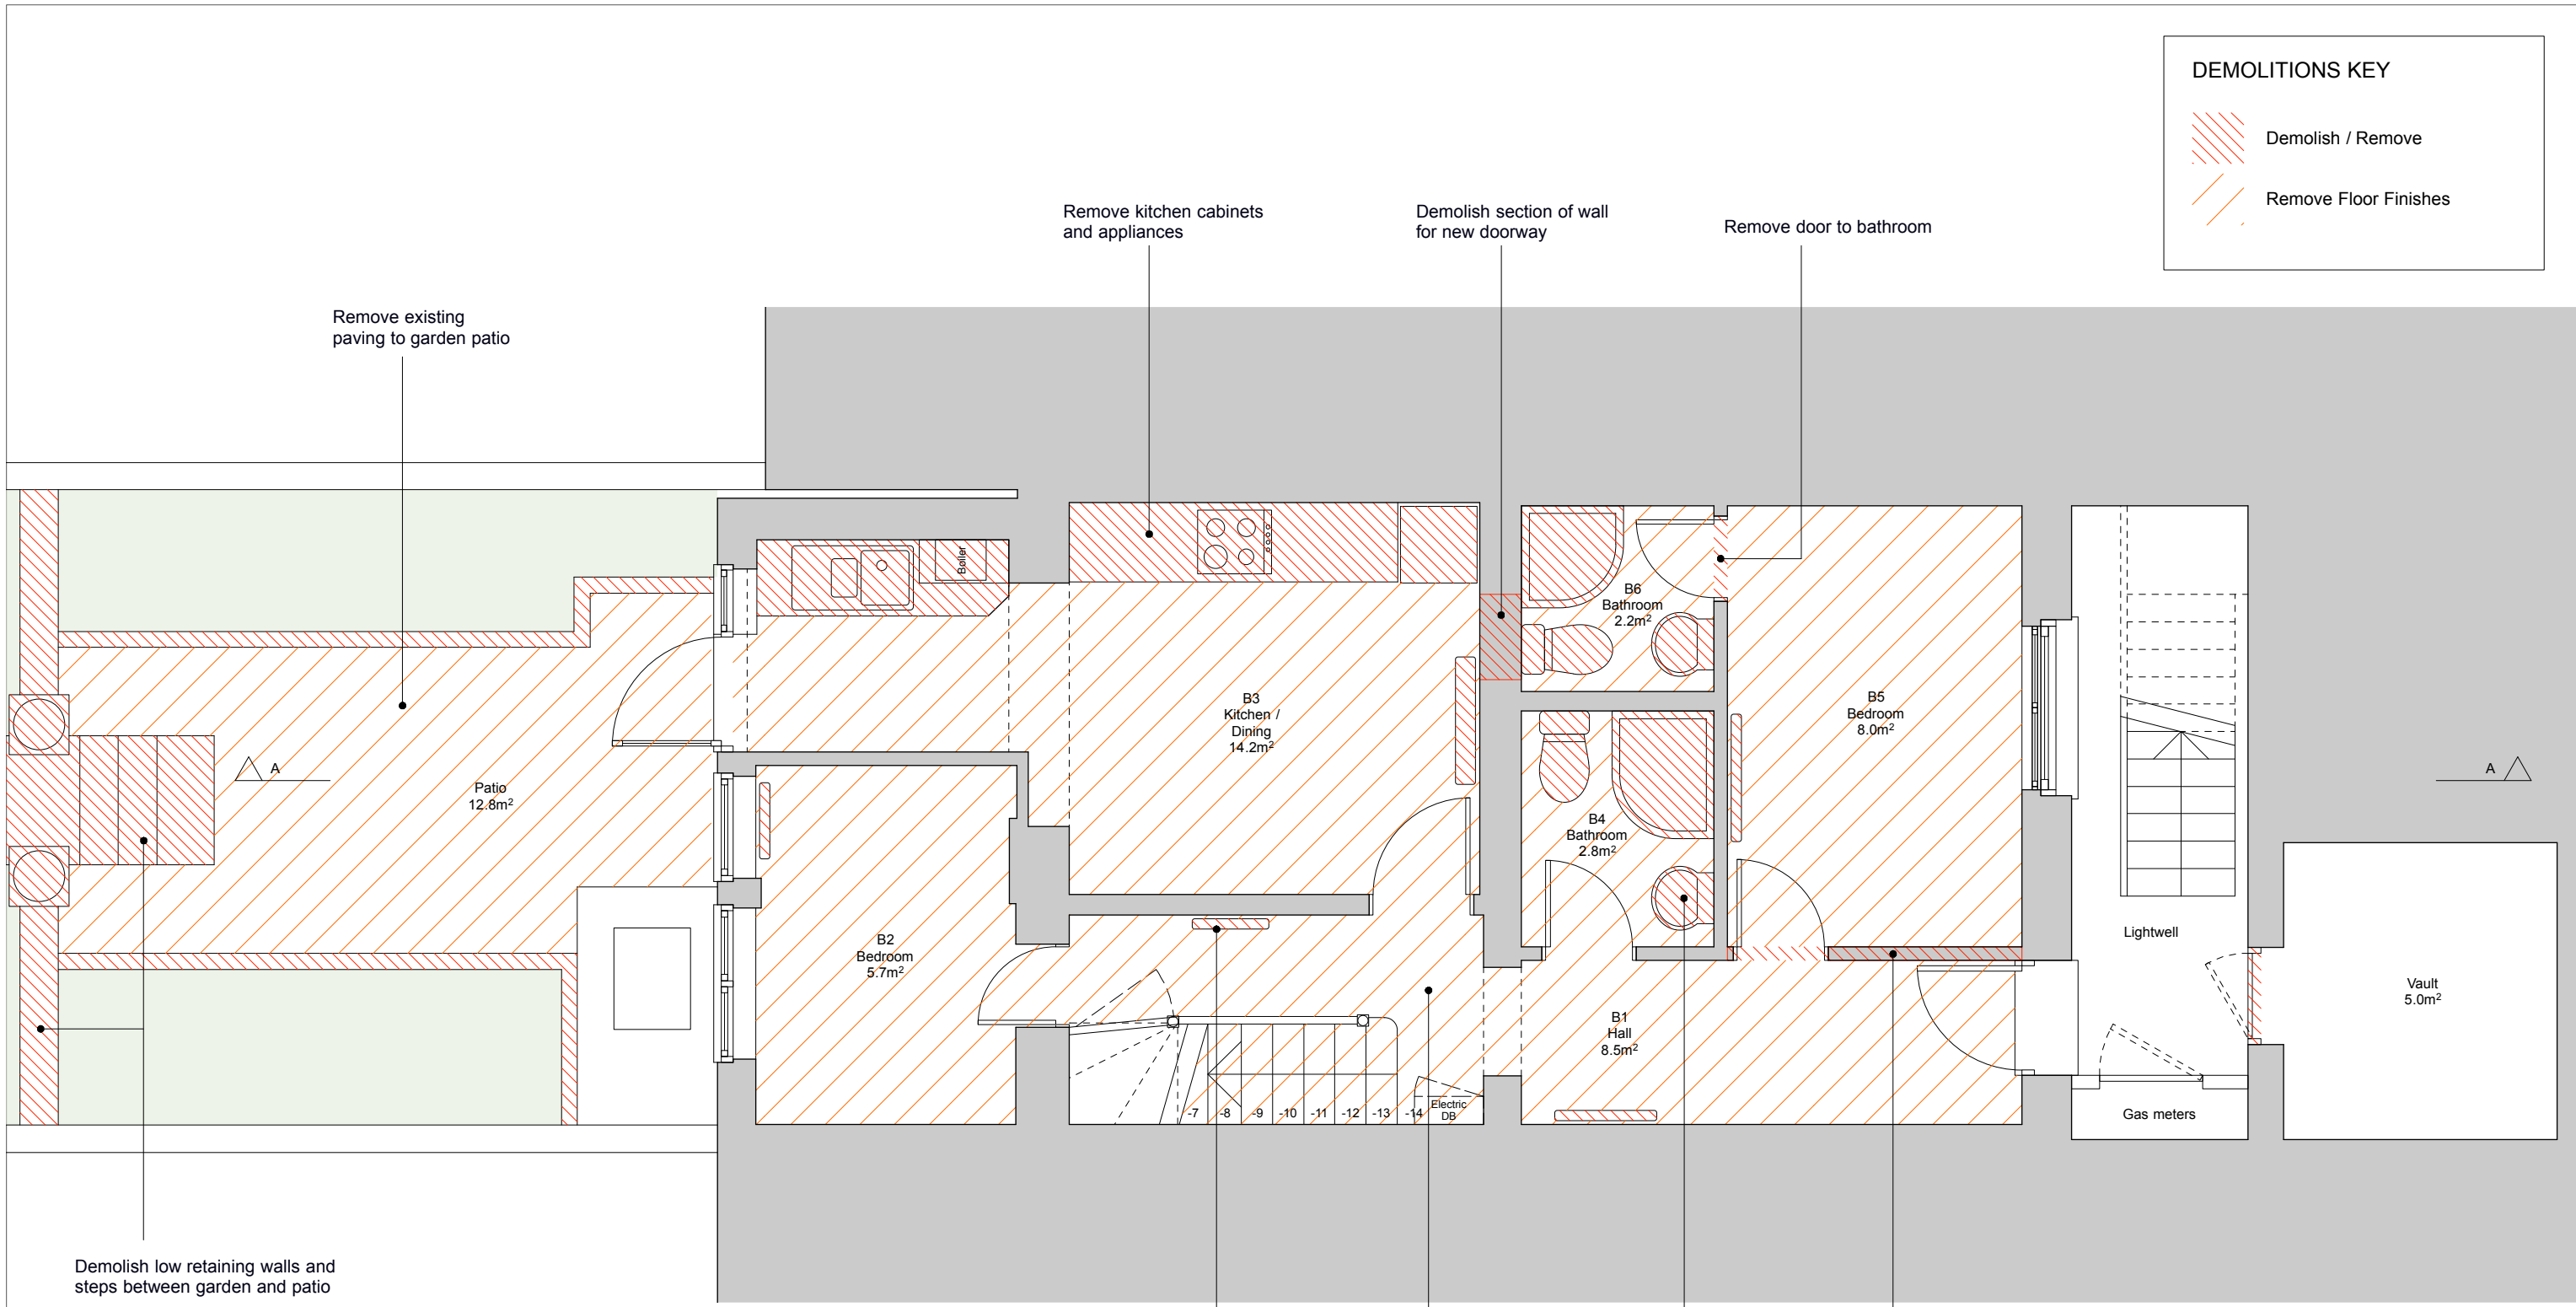 DEMOLITIONS KEY
Demolish / Remove
Remove Floor Finishes
Remove kitchen cabinets
and appliances
Demolish section of wall
for new doorway
Remove door to bathroom
Remove existing
paving to garden patio
Boiler
B6
Bathroom
2.2m²
B3
Kitchen /
Dining
14.2m²
B5
Bedroom
8.0m²
A
Patio
12.8m²
A
B4
Bathroom
2.8m²
B2
Bedroom
5.7m²
Lightwell
Vault
5.0m²
B1
Hall
8.5m²
-7
-8
-9
-10
-11
-12
-13
-14
Electric
DB
Gas meters
Demolish low retaining walls and
steps between garden and patio